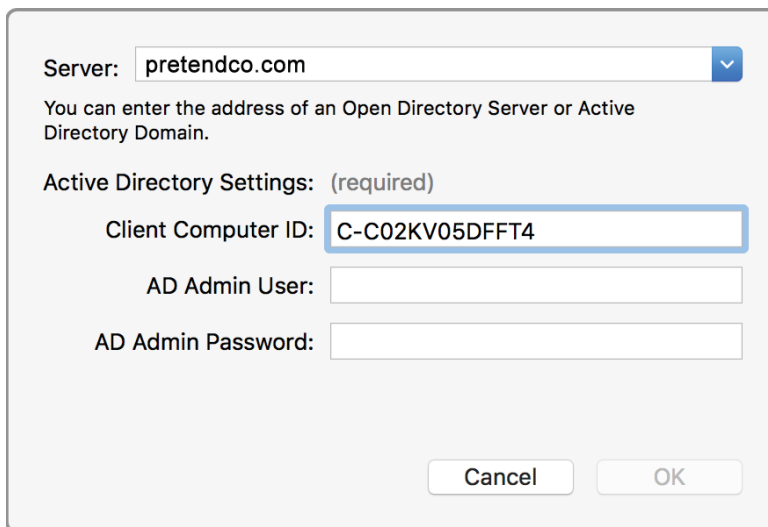 Server: pretendco.com
You can enter the address of an Open Directory Server or Active
Directory Domain.
Active Directory Settings: (required)
Client Computer ID: C-C02KV05DFFT4
AD Admin User:
AD Admin Password:
Cancel OK